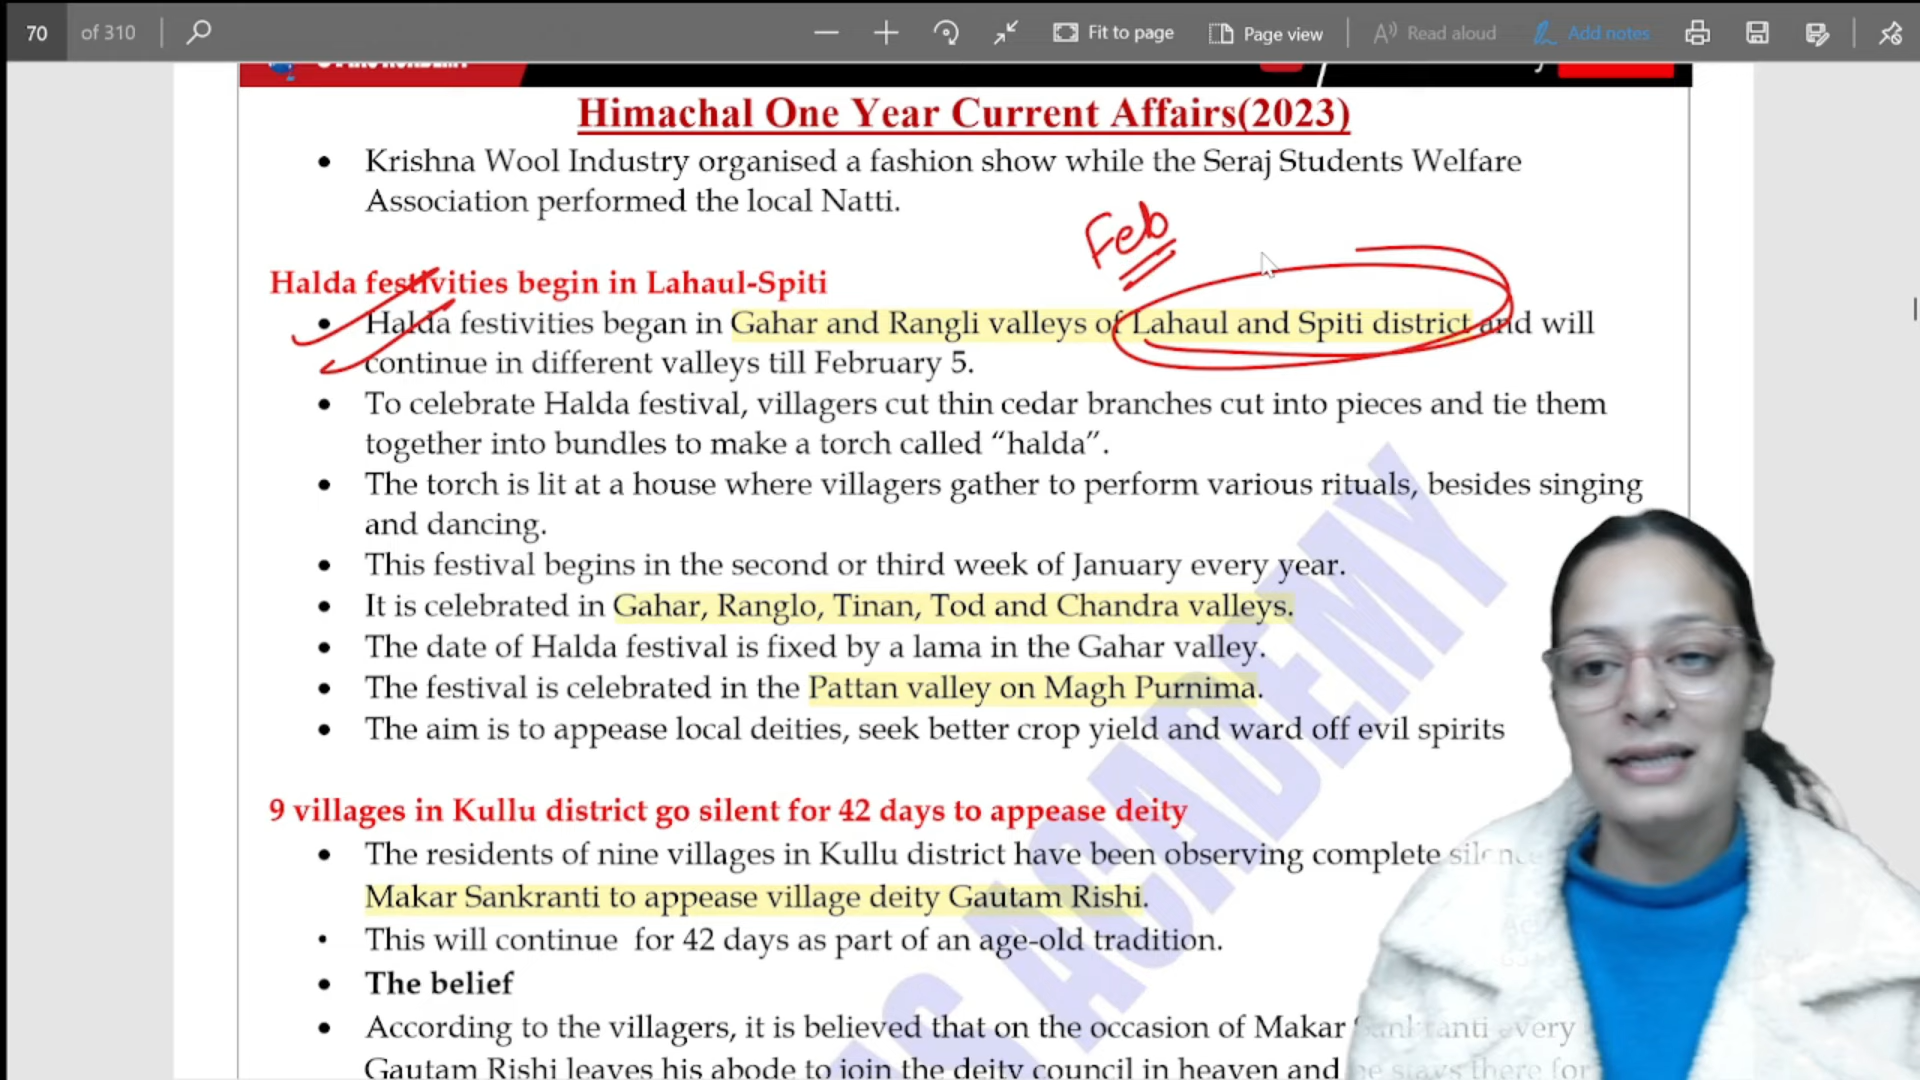 70 of 310 Fit to page Page view Read aloud Add notes
Himachal One Year Current Affairs(2023)
• Krishna Wool Industry organised a fashion show while the Seraj Students Welfare
Association performed the local Natti.
Feb
Halda festivities begin in Lahaul-Spiti
• Halda festivities began in Gahar and Rangli valleys of Lahaul and Spiti district and will
continue in different valleys till February 5.
• To celebrate Halda festival, villagers cut thin cedar branches cut into pieces and tie them
together into bundles to make a torch called “halda”.
• The torch is lit at a house where villagers gather to perform various rituals, besides singing
and dancing.
• This festival begins in the second or third week of January every year.
• It is celebrated in Gahar, Ranglo, Tinan, Tod and Chandra valleys.
• The date of Halda festival is fixed by a lama in the Gahar valley.
• The festival is celebrated in the Pattan valley on Magh Purnima.
• The aim is to appease local deities, seek better crop yield and ward off evil spirits
9 villages in Kullu district go silent for 42 days to appease deity
• The residents of nine villages in Kullu district have been observing complete silence
Makar Sankranti to appease village deity Gautam Rishi.
• This will continue for 42 days as part of an age-old tradition.
• The belief
• According to the villagers, it is believed that on the occasion of Makar Sankranti every
Gautam Rishi leaves his abode to join the deity council in heaven and he stays there for
ACADEMY